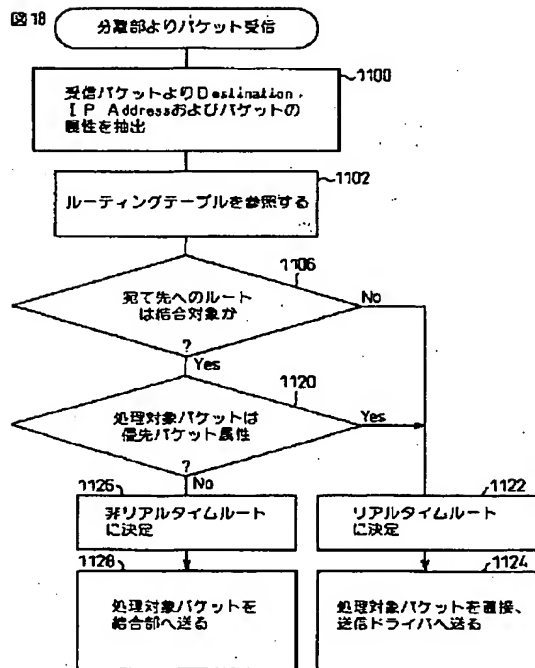 図18
分離部よりパケット受信
1100
受信パケットよりDestination.
IP Addressおよびパケットの
属性を抽出
1102
ルーティングテーブルを参照する
1106
宛て先へのルート
は結合対象か
?
No
Yes
1120
処理対象パケットは
優先パケット属性
?
Yes
No
1126
非リアルタイムルート
に決定
1122
リアルタイムルート
に決定
1128
処理対象パケットを
結合部へ送る
1124
処理対象パケットを直接、
送信ドライバへ送る